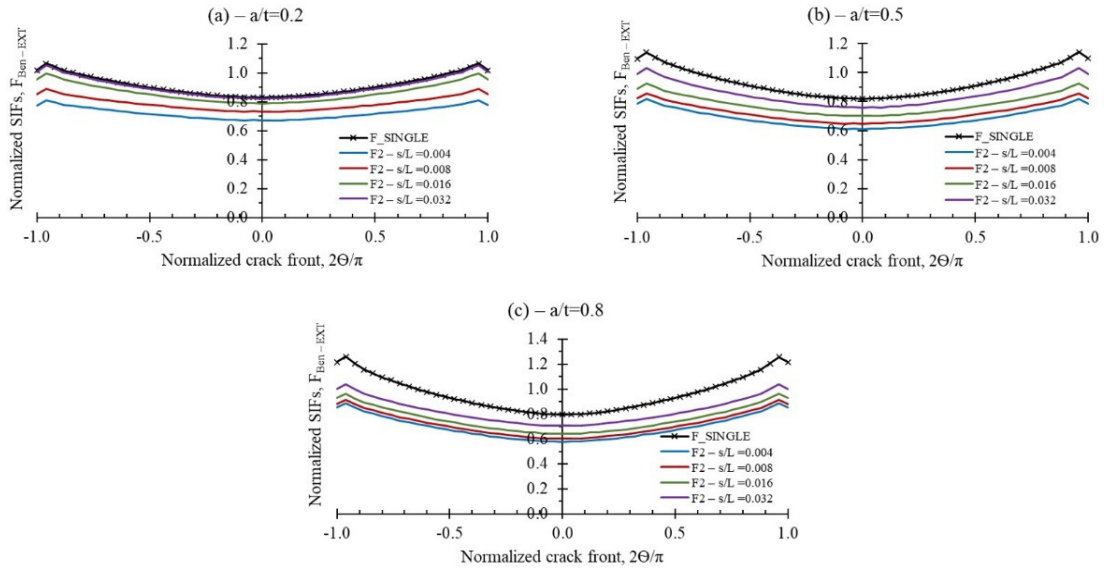 (a) – a/t=0.2
Normalized SIFs, F_Ben – EXT
1.2
1.0
0.8
0.6
0.4
0.2
0.0
F_SINGLE
F2 – s/L =0.004
F2 – s/L =0.008
F2 – s/L =0.016
F2 – s/L =0.032
-1.0 -0.5 0.0 0.5 1.0
Normalized crack front, 2Θ/π
(b) – a/t=0.5
Normalized SIFs, F_Ben – EXT
1.2
1.0
0.8
0.6
0.4
0.2
0.0
F_SINGLE
F2 – s/L =0.004
F2 – s/L =0.008
F2 – s/L =0.016
F2 – s/L =0.032
-1.0 -0.5 0.0 0.5 1.0
Normalized crack front, 2Θ/π
(c) – a/t=0.8
Normalized SIFs, F_Ben – EXT
1.4
1.2
1.0
0.8
0.6
0.4
0.2
0.0
F_SINGLE
F2 – s/L =0.004
F2 – s/L =0.008
F2 – s/L =0.016
F2 – s/L =0.032
-1.0 -0.5 0.0 0.5 1.0
Normalized crack front, 2Θ/π